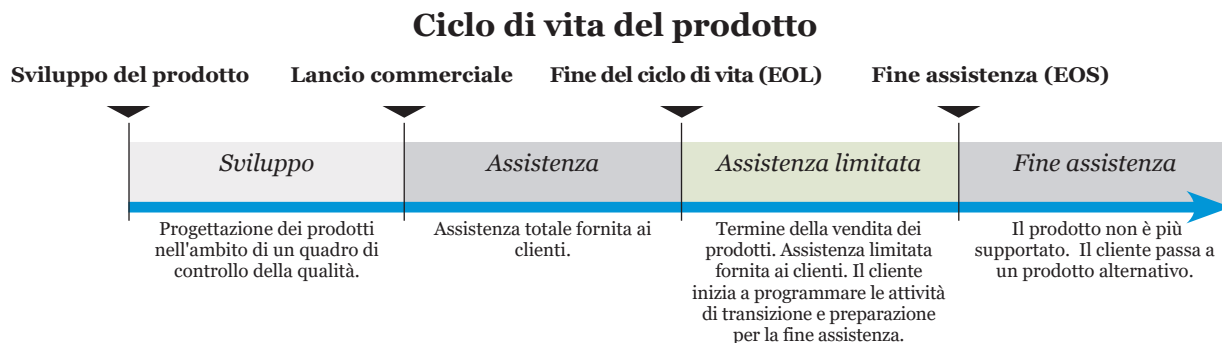 Ciclo di vita del prodotto
Sviluppo del prodotto
Lancio commerciale
Fine del ciclo di vita (EOL)
Fine assistenza (EOS)
Sviluppo
Assistenza
Assistenza limitata
Fine assistenza
Progettazione dei prodotti
nell'ambito di un quadro di
controllo della qualità.
Assistenza totale fornita ai
clienti.
Termine della vendita dei
prodotti. Assistenza limitata
fornita ai clienti. Il cliente
inizia a programmare le attività
di transizione e preparazione
per la fine assistenza.
Il prodotto non è più
supportato.  Il cliente passa a
un prodotto alternativo.